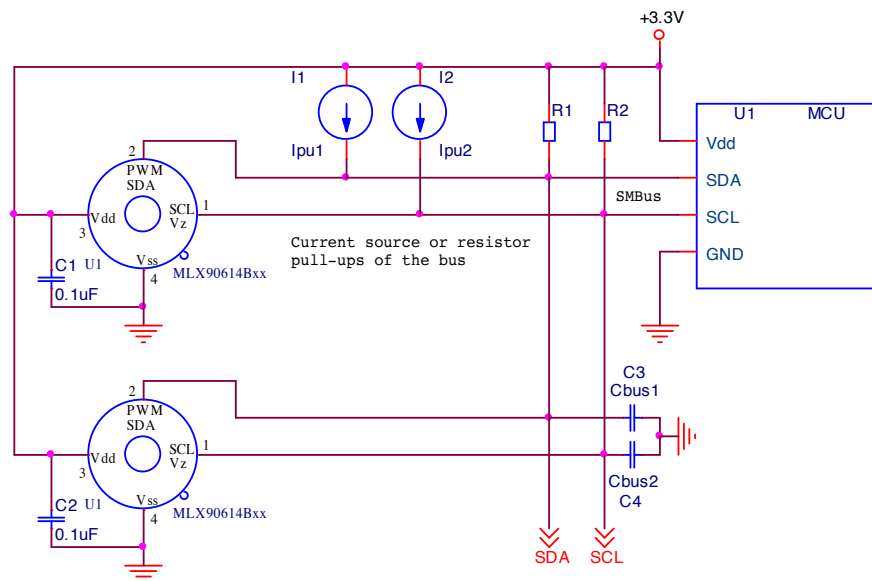 +3.3V
I1
I2
R1
R2
U1
MCU
Ipu1
Ipu2
Vdd
SDA
SCL
GND
SMBus
2
PWM
SDA
SCL
Vz
1
Vdd
3
Vss
4
U1
MLX90614Bxx
C1
0.1uF
Current source or resistor
pull-ups of the bus
2
PWM
SDA
SCL
Vz
1
Vdd
3
Vss
4
U1
MLX90614Bxx
C2
0.1uF
C3
Cbus1
Cbus2
C4
SDA
SCL